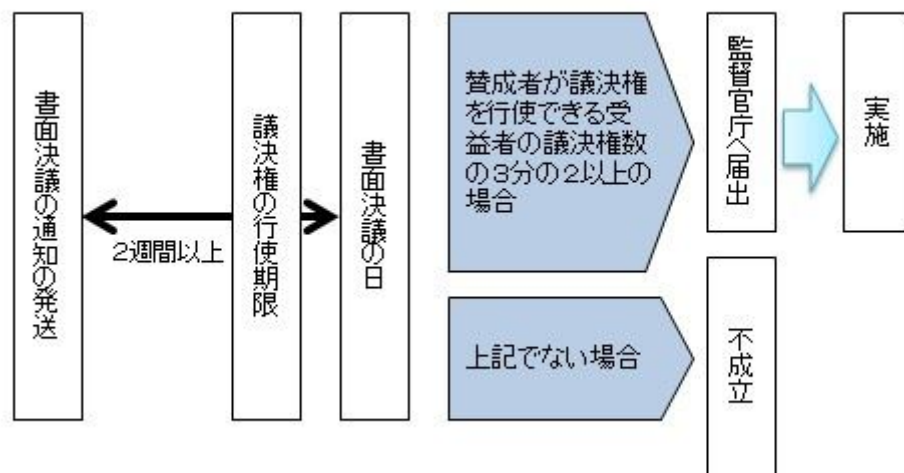 書面決議の通知の発送
2週間以上
議決権の行使期限
書面決議の日
賛成者が議決権
を行使できる受
益者の議決権数
の3分の2以上の
場合
監督官庁へ届出
実施
上記でない場合
不成立